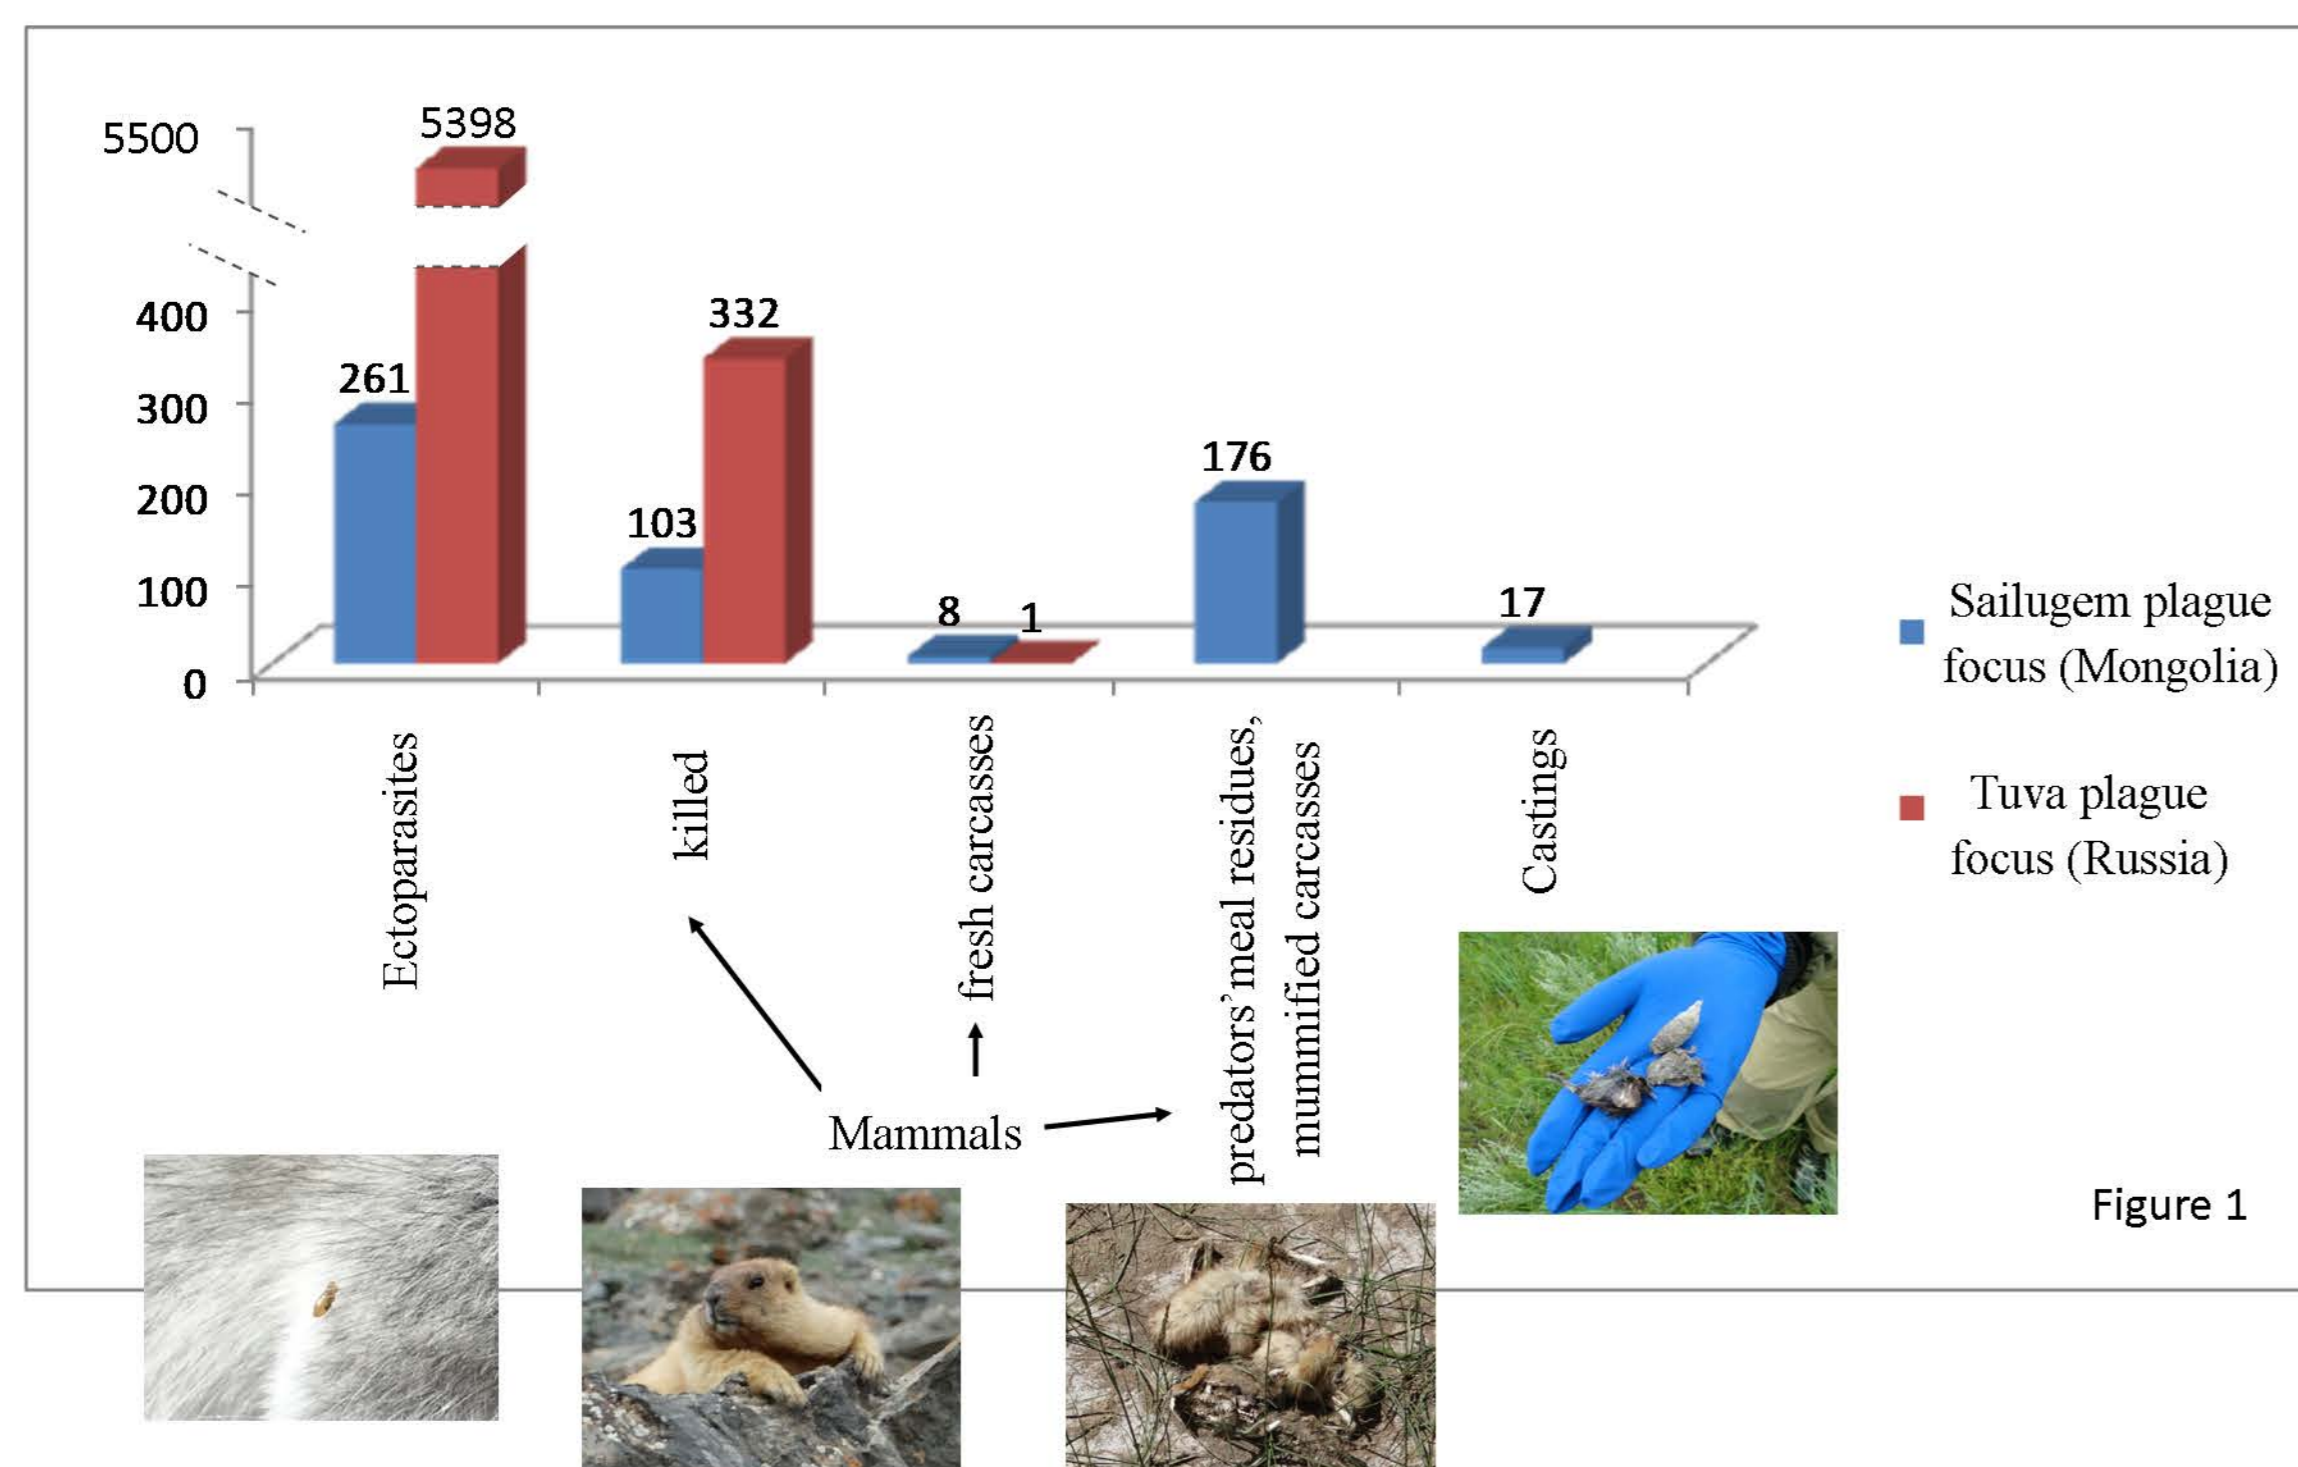 5500
400
300
200
100
0
5398
261
332
103
8
1
176
17
Ectoparasites
killed
fresh carcasses
predators'meal residues,
mummified carcasses
Castings
Mammals
Sailugem plague
focus (Mongolia)
Tuva plague
focus (Russia)
Figure 1